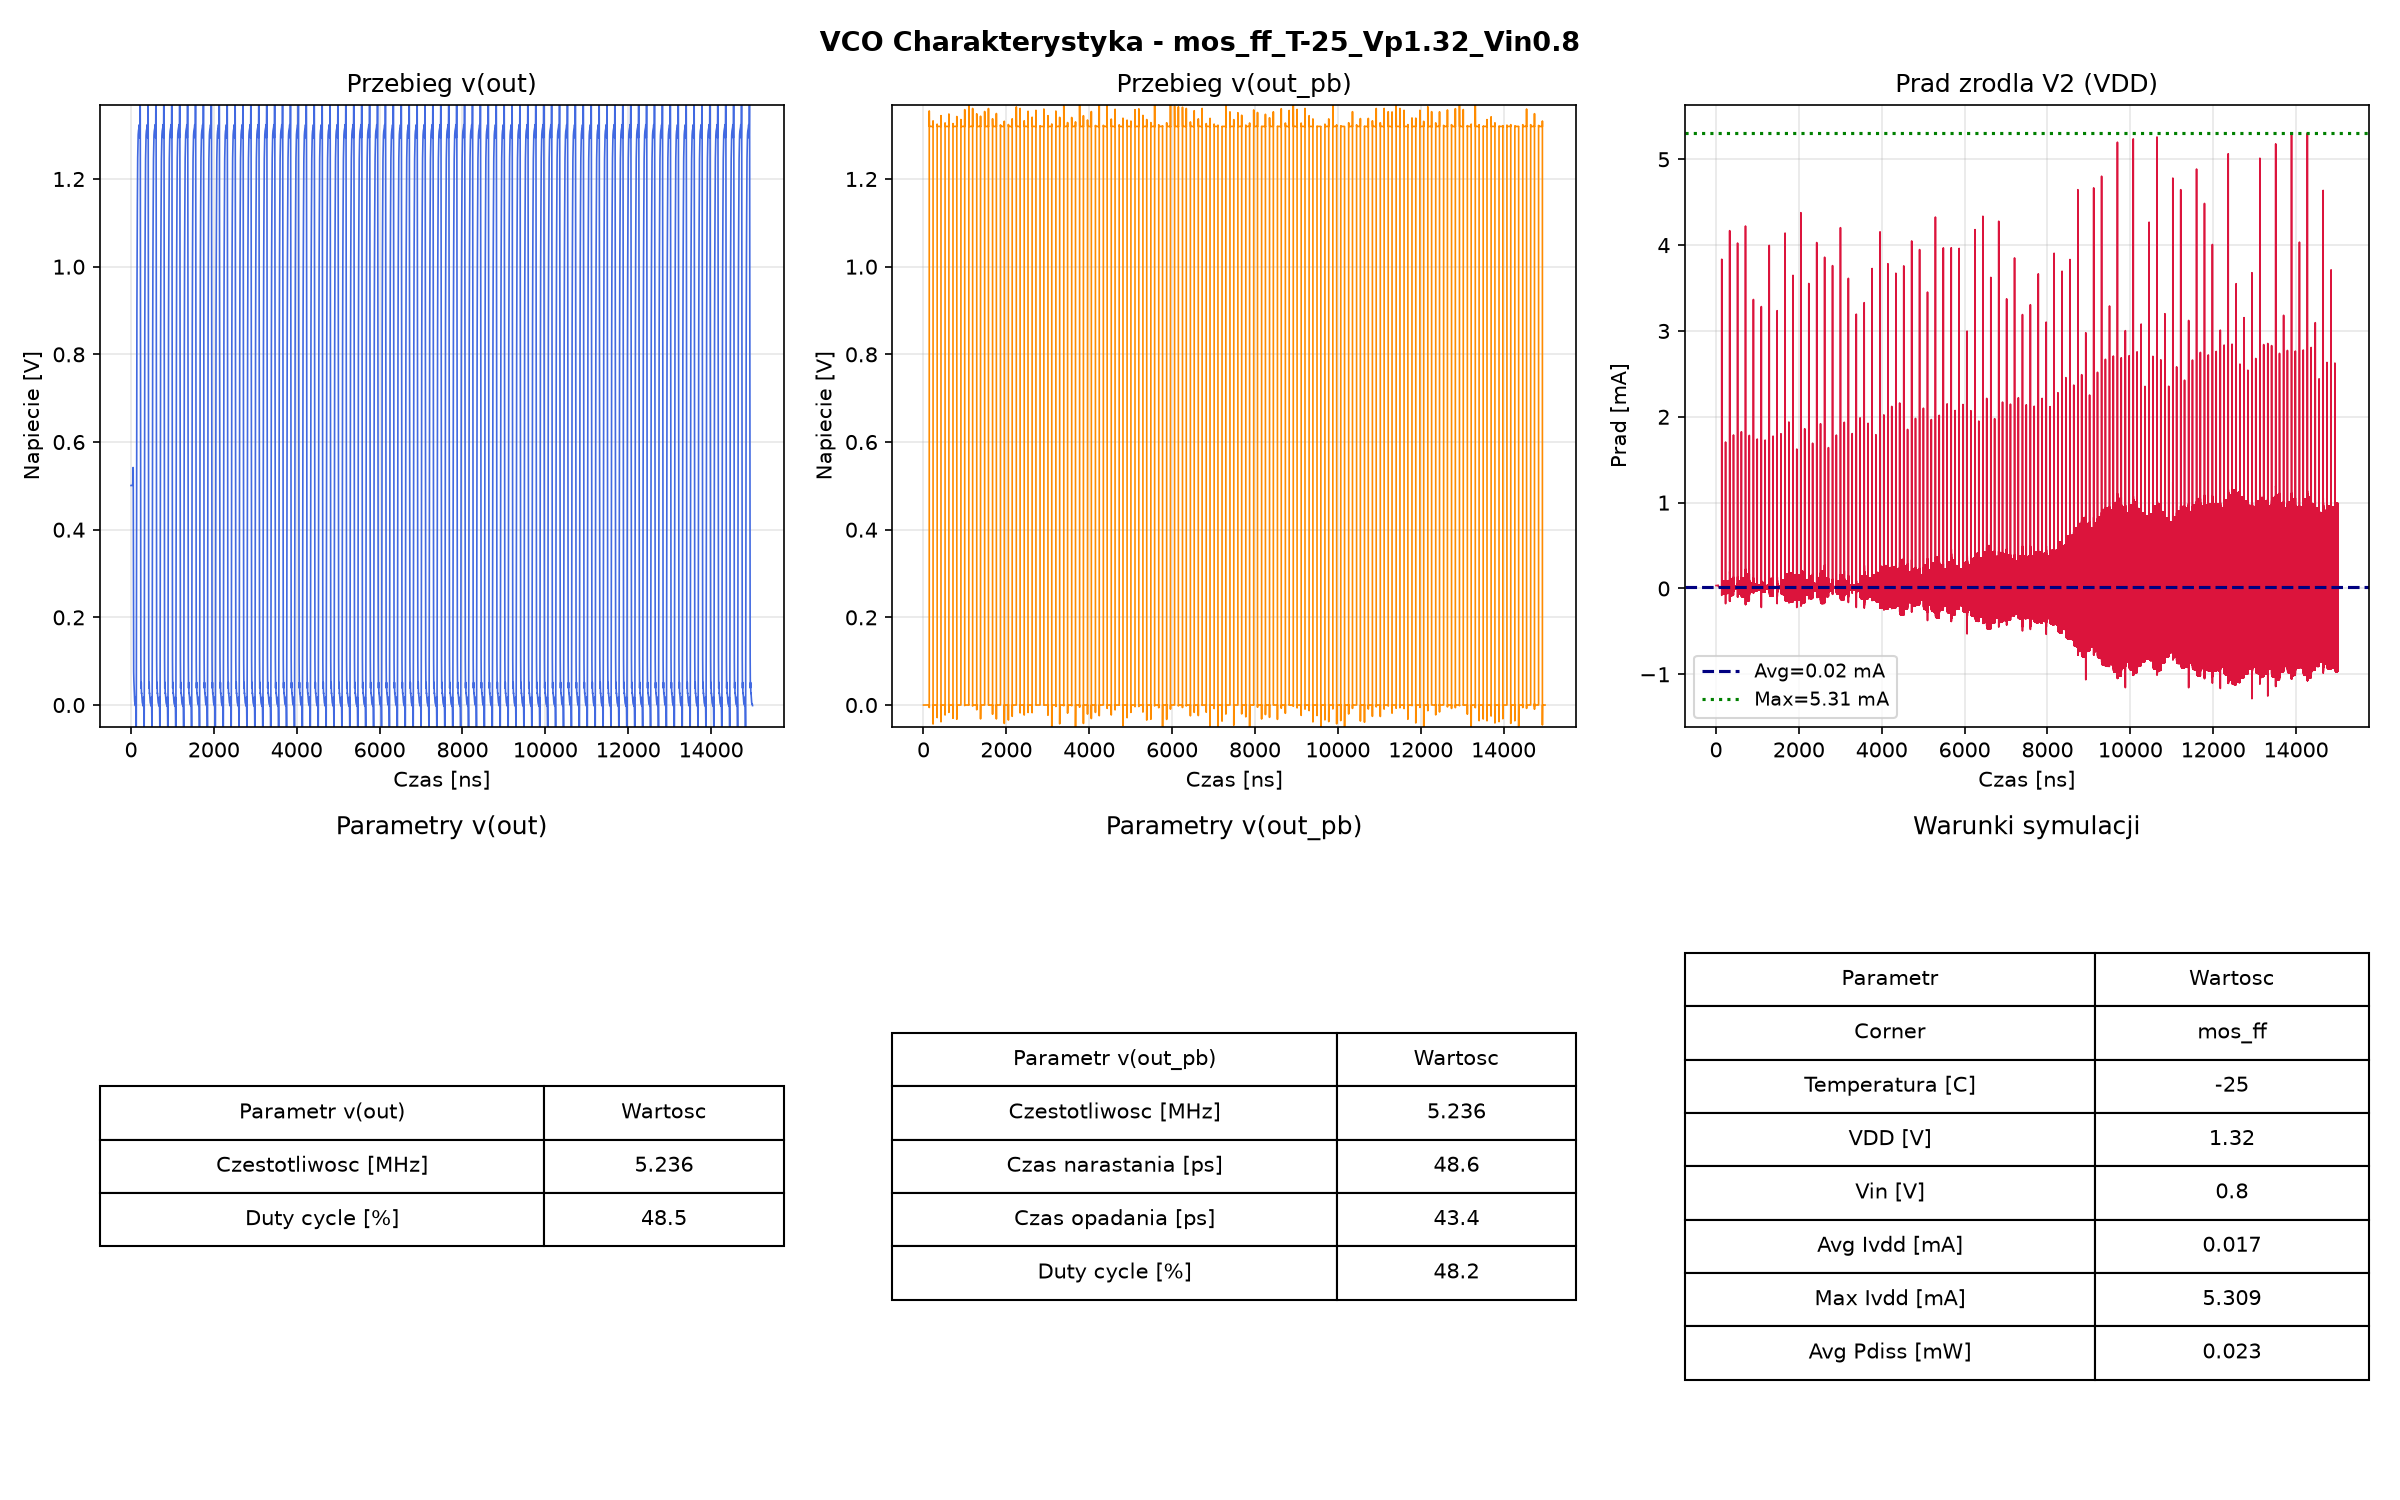 VCO Charakterystyka - mos_ff_T-25_Vp1.32_Vin0.8
Przebieg v(out)
Napiecie [V]
1.2
1.0
0.8
0.6
0.4
0.2
0.0
0 2000 4000 6000 8000 10000 12000 14000
Czas [ns]
Przebieg v(out_pb)
Napiecie [V]
1.2
1.0
0.8
0.6
0.4
0.2
0.0
0 2000 4000 6000 8000 10000 12000 14000
Czas [ns]
Prad zrodla V2 (VDD)
Prad [mA]
5
4
3
2
1
0
−1
Avg=0.02 mA
Max=5.31 mA
0 2000 4000 6000 8000 10000 12000 14000
Czas [ns]
Parametry v(out)
Parametr v(out) Wartosc
Czestotliwosc [MHz] 5.236
Duty cycle [%] 48.5
Parametry v(out_pb)
Parametr v(out_pb) Wartosc
Czestotliwosc [MHz] 5.236
Czas narastania [ps] 48.6
Czas opadania [ps] 43.4
Duty cycle [%] 48.2
Warunki symulacji
Parametr Wartosc
Corner mos_ff
Temperatura [C] -25
VDD [V] 1.32
Vin [V] 0.8
Avg Ivdd [mA] 0.017
Max Ivdd [mA] 5.309
Avg Pdiss [mW] 0.023